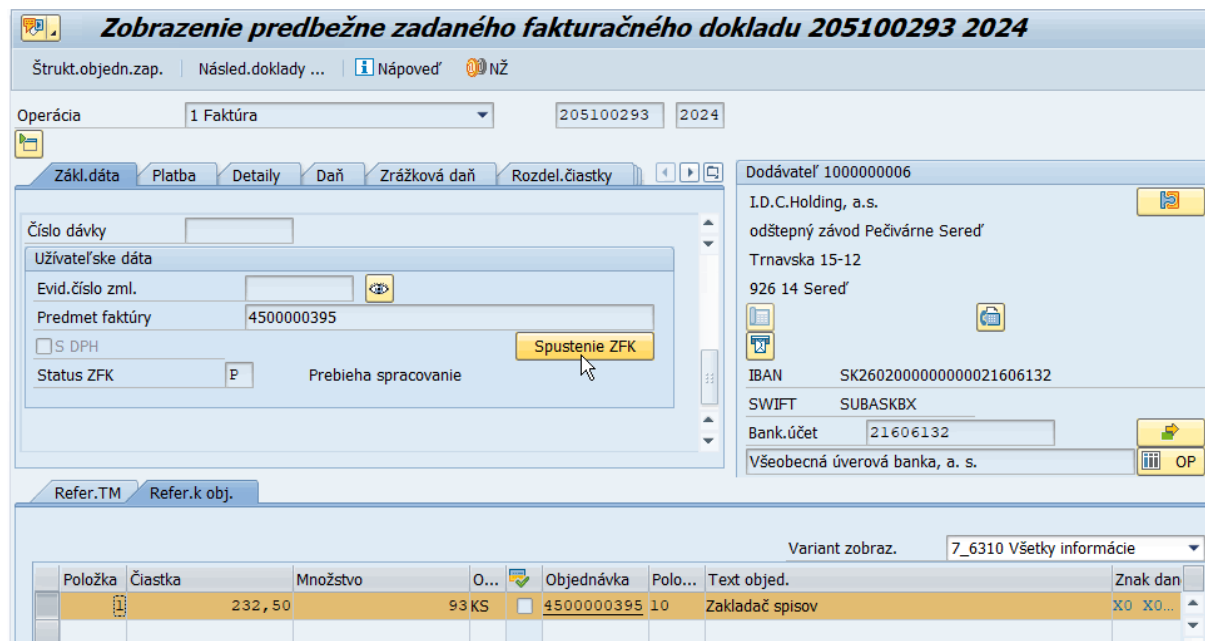 Zobrazenie predbežne zadaného fakturačného dokladu 205100293 2024
Štrukt.objedn.zap. Násled.doklady ... Nápoveď NŽ
Operácia 1 Faktúra 205100293 2024
Zákl.dáta Platba Detaily Daň Zrážková daň Rozdel.čiastky
Číslo dávky
Užívateľske dáta
Evid.číslo zml.
Predmet faktúry 4500000395
S DPH Spustenie ZFK
Status ZFK P Prebieha spracovanie
Dodávateľ 1000000006
I.D.C.Holding, a.s.
odštepný závod Pečivárne Sereď
Trnavska 15-12
926 14 Sereď
IBAN SK2602000000000021606132
SWIFT SUBASKBX
Bank.účet 21606132
Všeobecná úverová banka, a. s. OP
Refer.TM Refer.k obj.
Variant zobraz. 7_6310 Všetky informácie
Položka Čiastka Množstvo O... Objednávka Polo... Text objed. Znak dan
1 232,50 93 KS 4500000395 10 Zakladač spisov X0 X0...